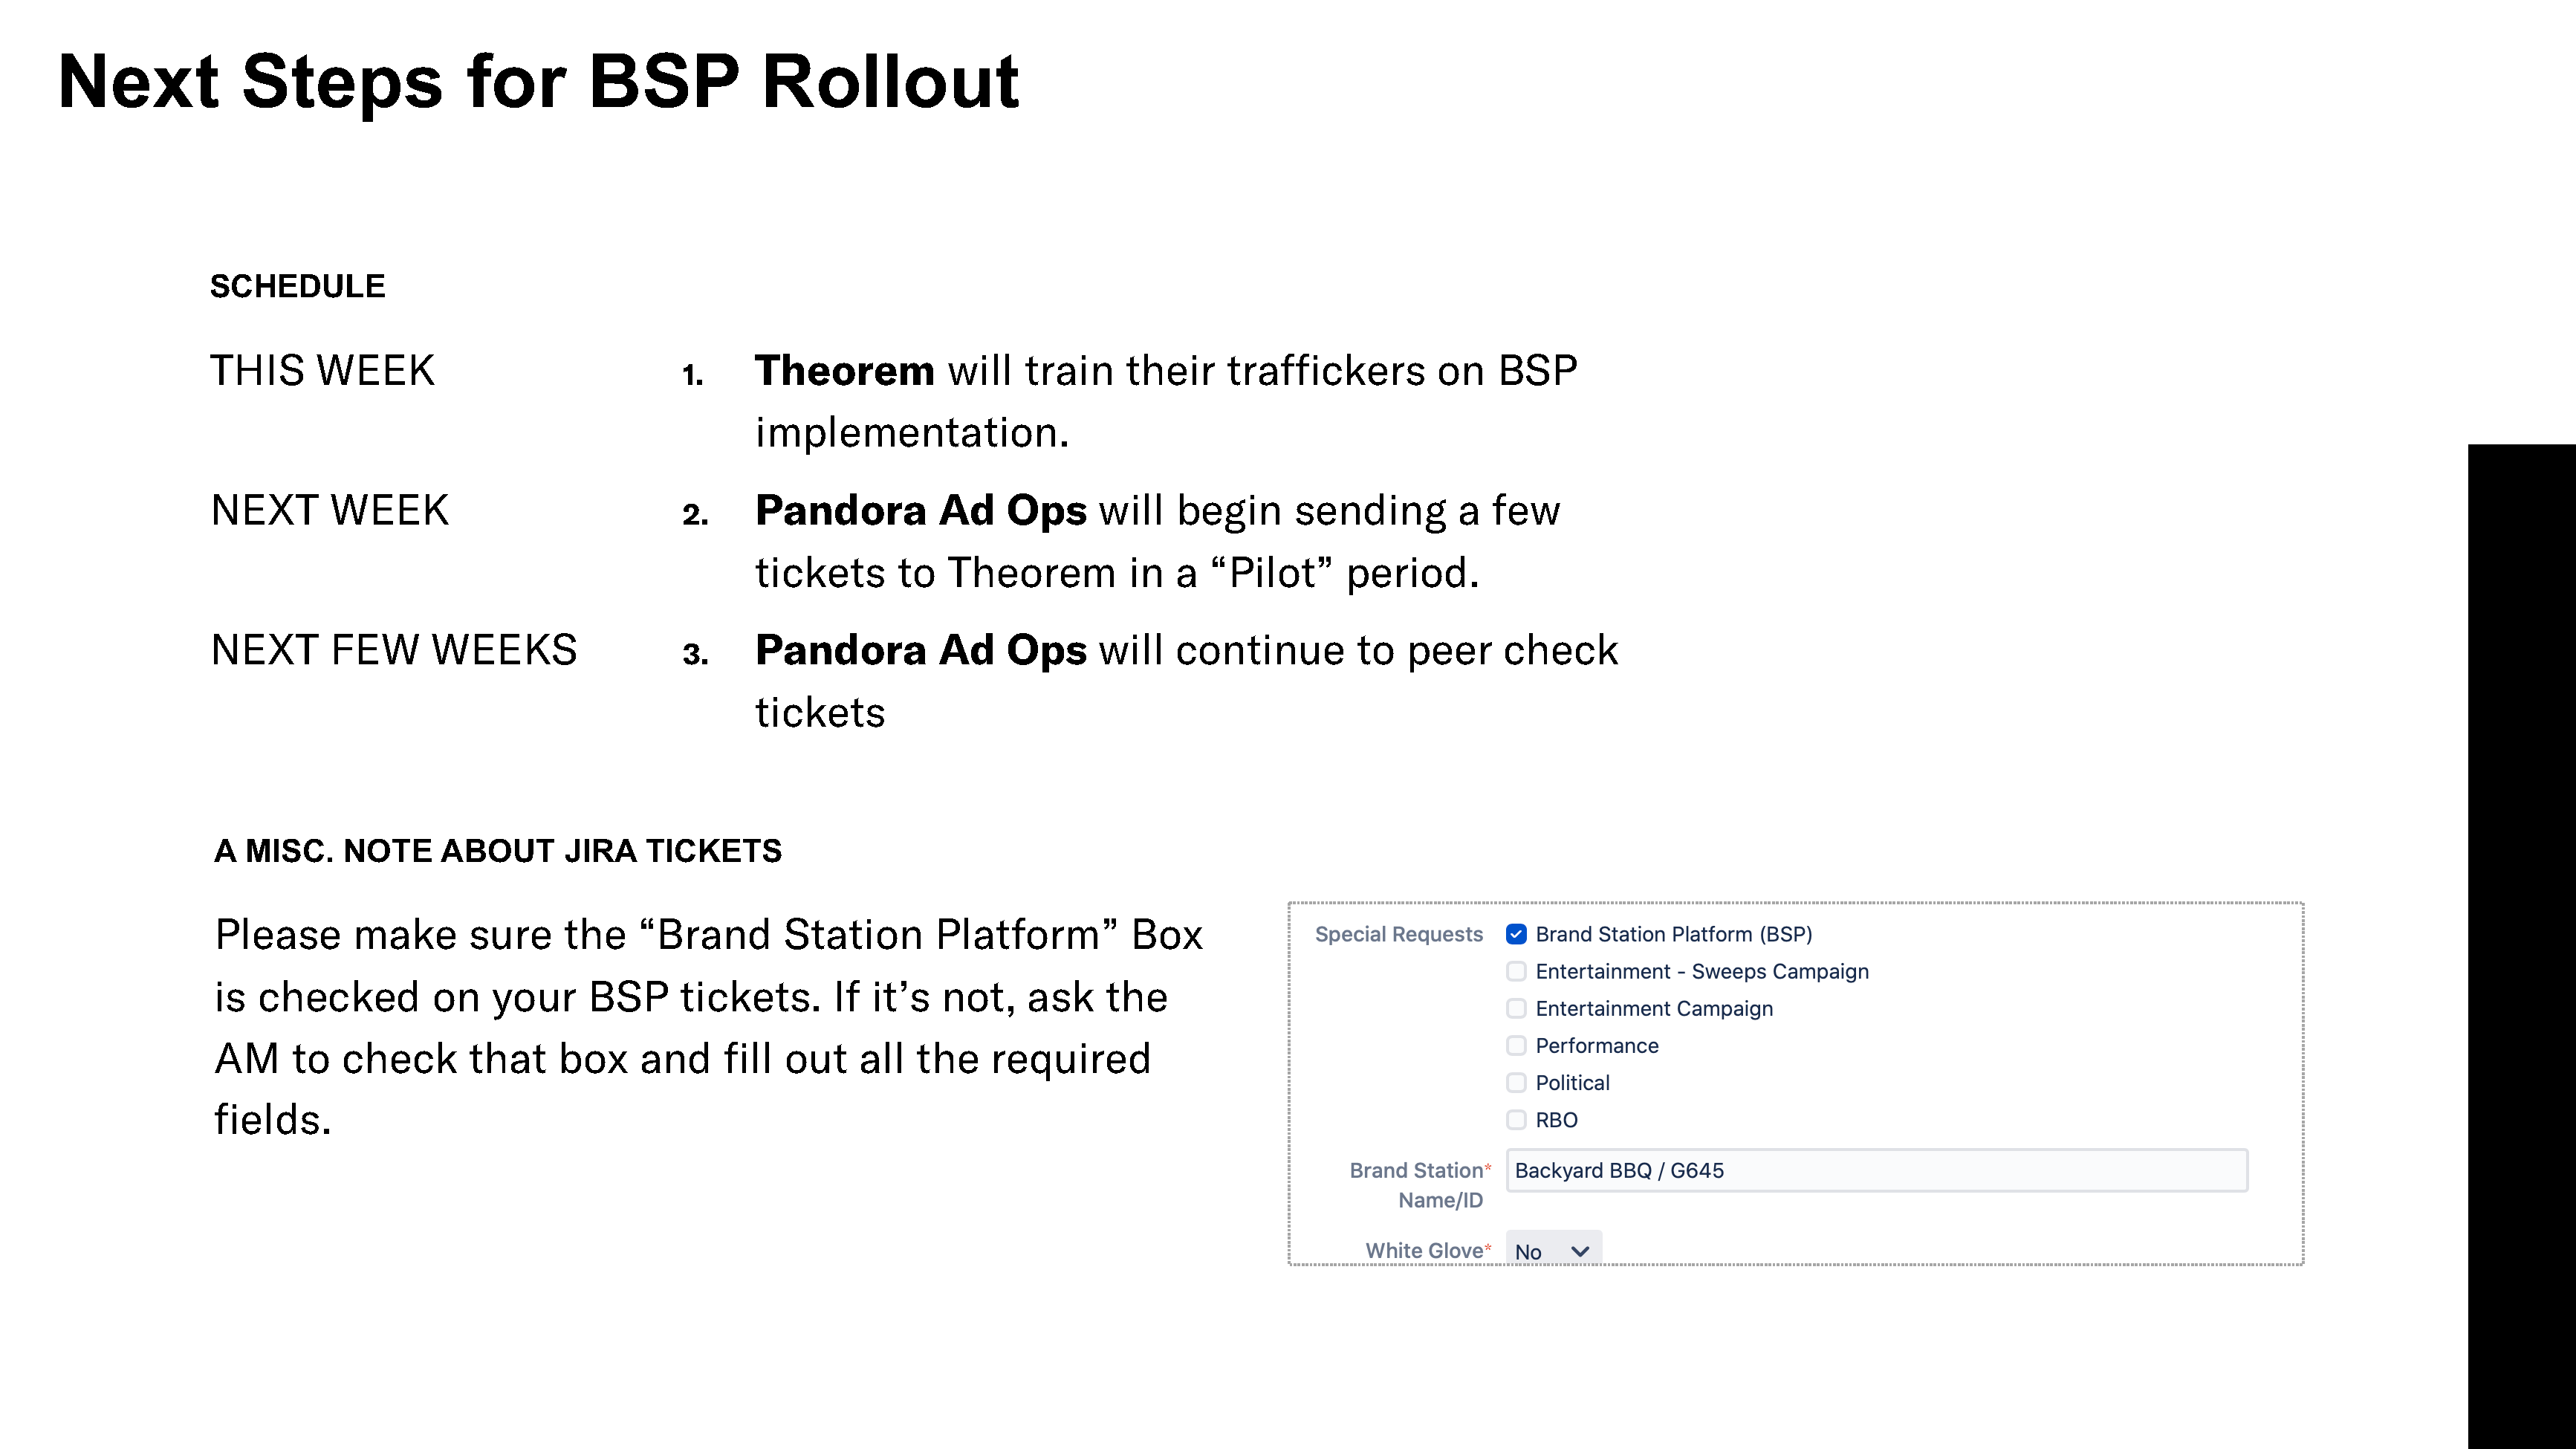 Next Steps for BSP Rollout
SCHEDULE
THIS WEEK
1. Theorem will train their traffickers on BSP
implementation.
NEXT WEEK
2. Pandora Ad Ops will begin sending a few
tickets to Theorem in a “Pilot” period.
NEXT FEW WEEKS
3. Pandora Ad Ops will continue to peer check
tickets
A MISC. NOTE ABOUT JIRA TICKETS
Please make sure the “Brand Station Platform” Box
is checked on your BSP tickets. If it’s not, ask the
AM to check that box and fill out all the required
fields.
Special Requests Brand Station Platform (BSP)
Entertainment - Sweeps Campaign
Entertainment Campaign
Performance
Political
RBO
Brand Station* Backyard BBQ / G645
Name/ID
White Glove* No